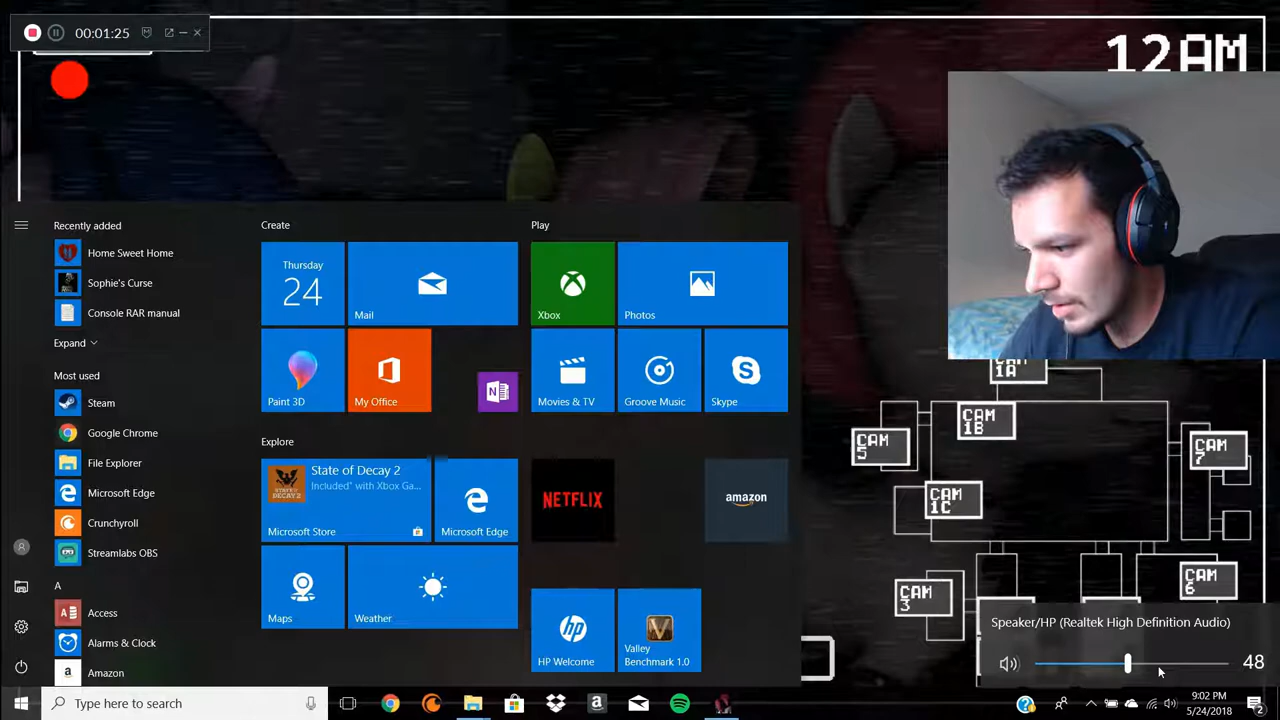 00:01:25
12AM
Recently added
Home Sweet Home
Sophie's Curse
Console RAR manual
Expand
Most used
Steam
Google Chrome
File Explorer
Microsoft Edge
Crunchyroll
Streamlabs OBS
A
Access
Alarms & Clock
Amazon
Create
Thursday
24
Mail
Paint 3D
My Office
N
Explore
State of Decay 2
Included* with Xbox Ga...
Microsoft Store
Microsoft Edge
Maps
Weather
Play
Xbox
Photos
Movies & TV
Groove Music
Skype
NETFLIX
amazon
HP Welcome
Valley
Benchmark 1.0
CAM
1A
CAM
1B
CAM
5
CAM
7
CAM
1C
CAM
3
CAM
6
Speaker/HP (Realtek High Definition Audio)
48
Type here to search
9:02 PM
5/24/2018
2